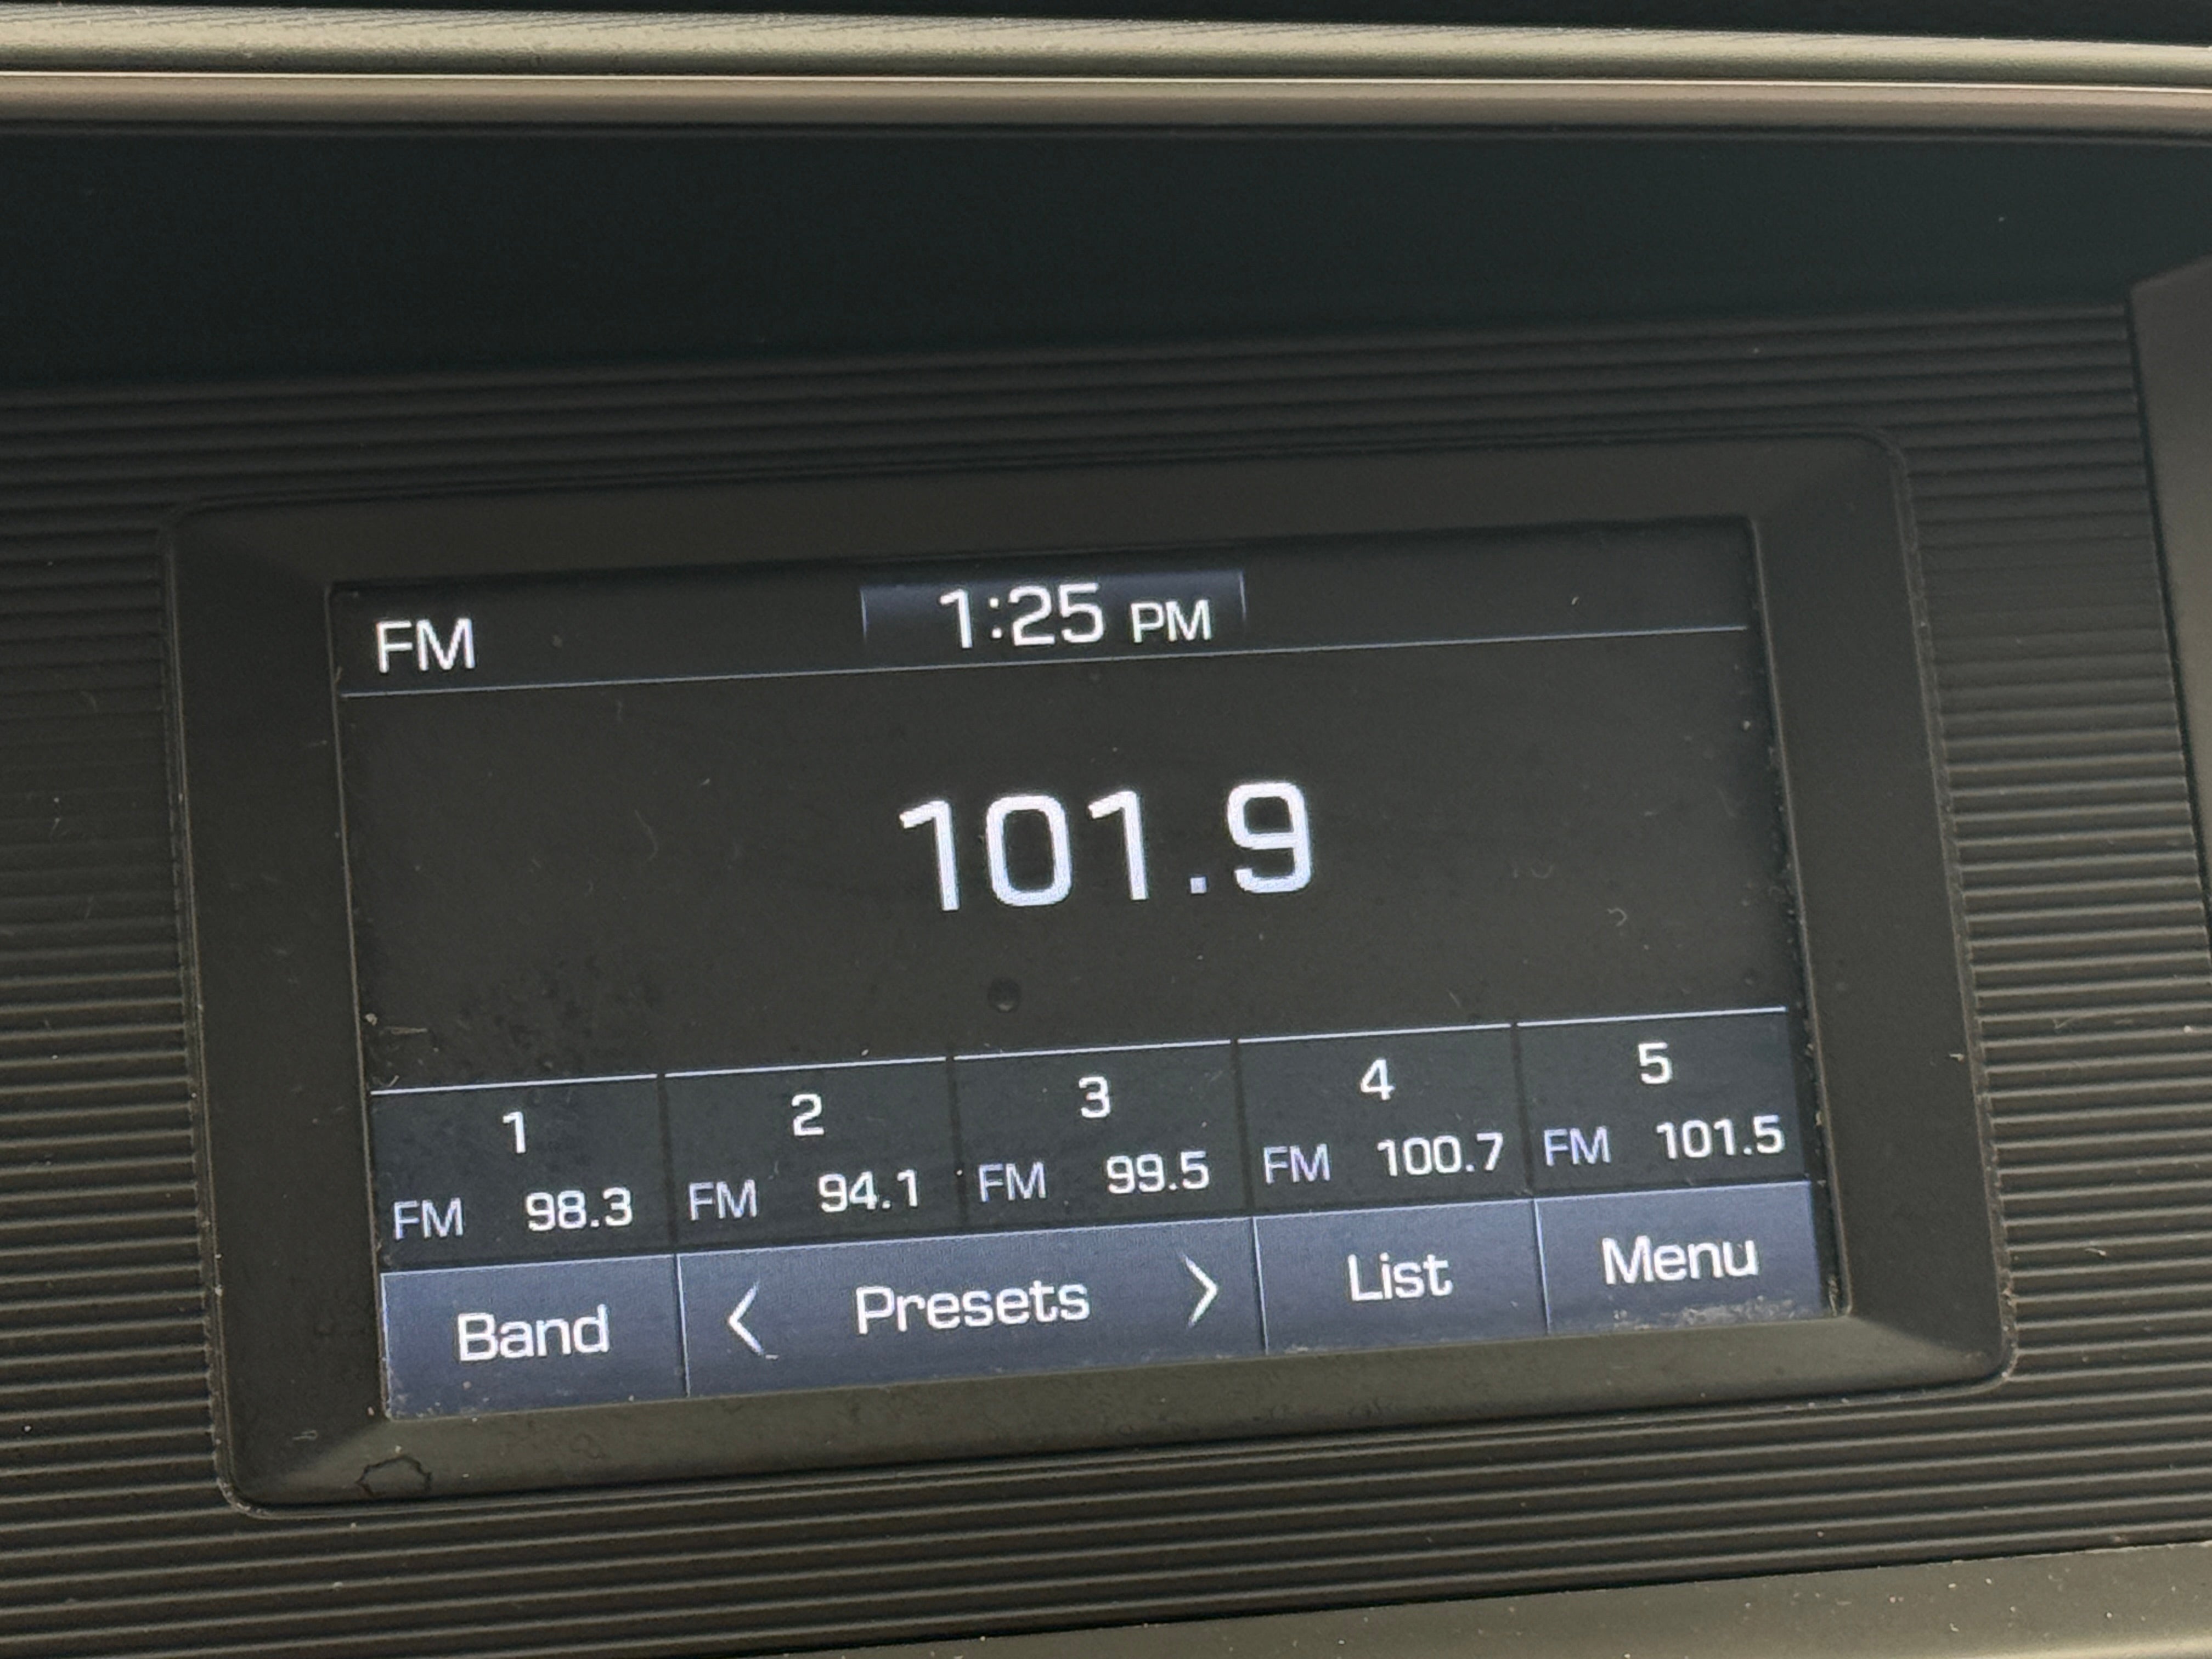 FM 1:25 PM
101.9
1 2 3 4 5
FM 98.3 FM 94.1 FM 99.5 FM 100.7 FM 101.5
Band < Presets > List Menu